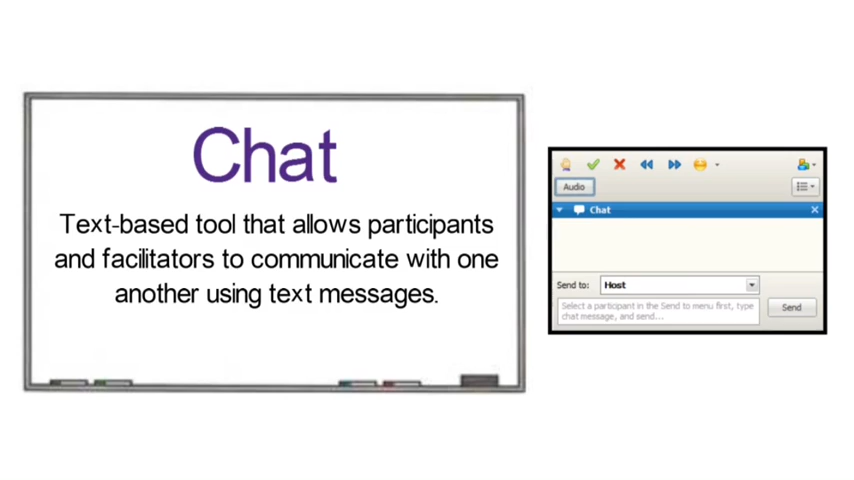 Chat
Text-based tool that allows participants
and facilitators to communicate with one
another using text messages.
Audio
Chat
Send to:
Host
Select a participant in the Send to menu first, type
chat message, and send...
Send